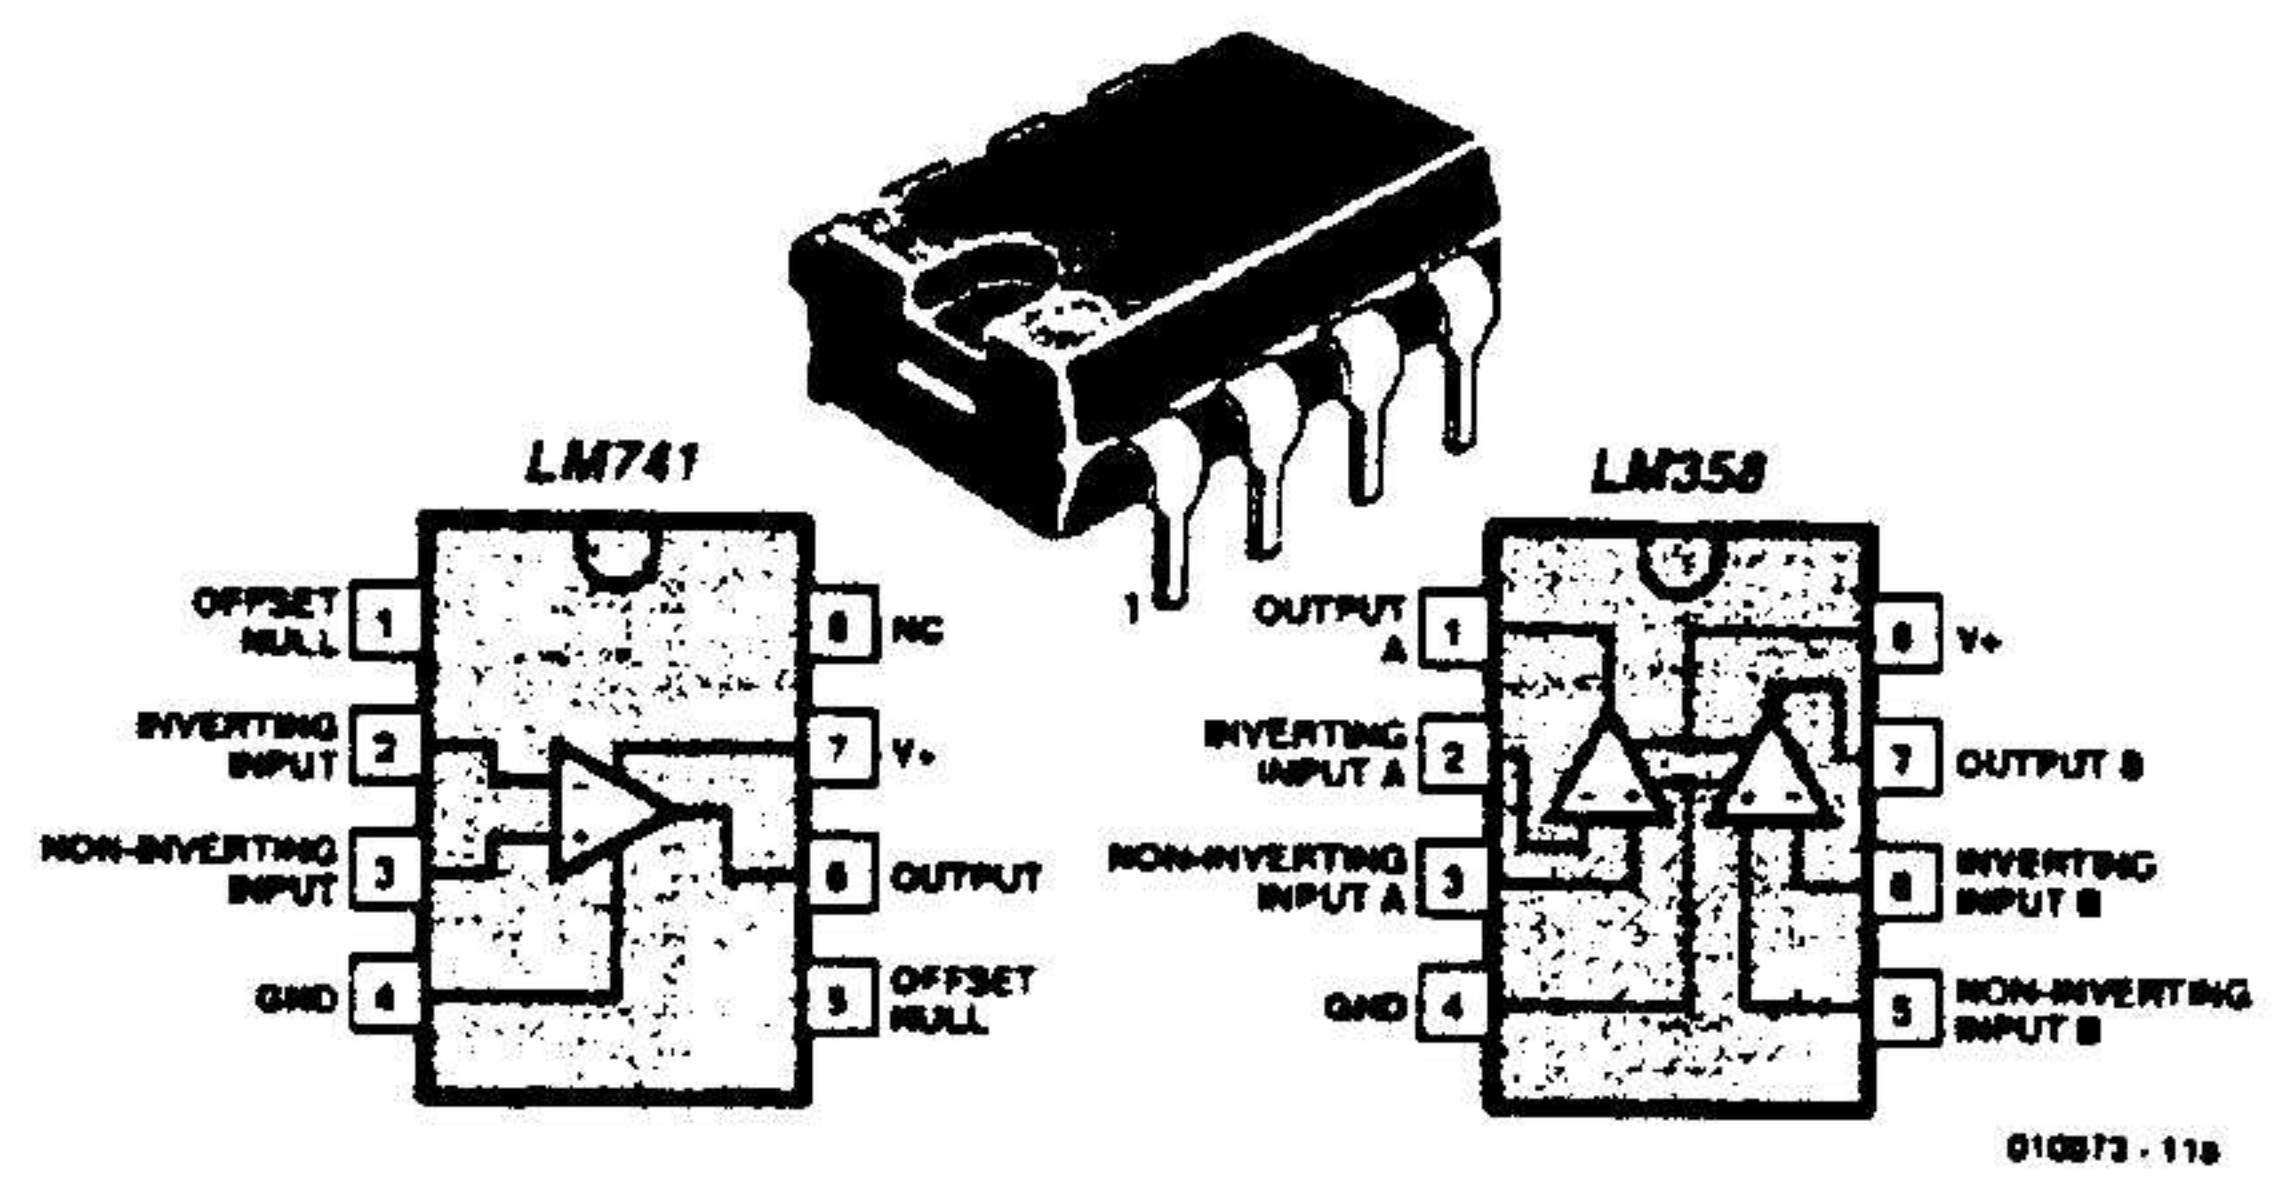 LM741
OFFSET
NULL
1
INVERTING
INPUT
2
NON-INVERTING
INPUT
3
GND
4
8
NC
7
V+
6
OUTPUT
5
OFFSET
NULL
1
LM358
OUTPUT
A
1
INVERTING
INPUT A
2
NON-INVERTING
INPUT A
3
GND
4
8
V+
7
OUTPUT B
6
INVERTING
INPUT B
5
NON-INVERTING
INPUT B